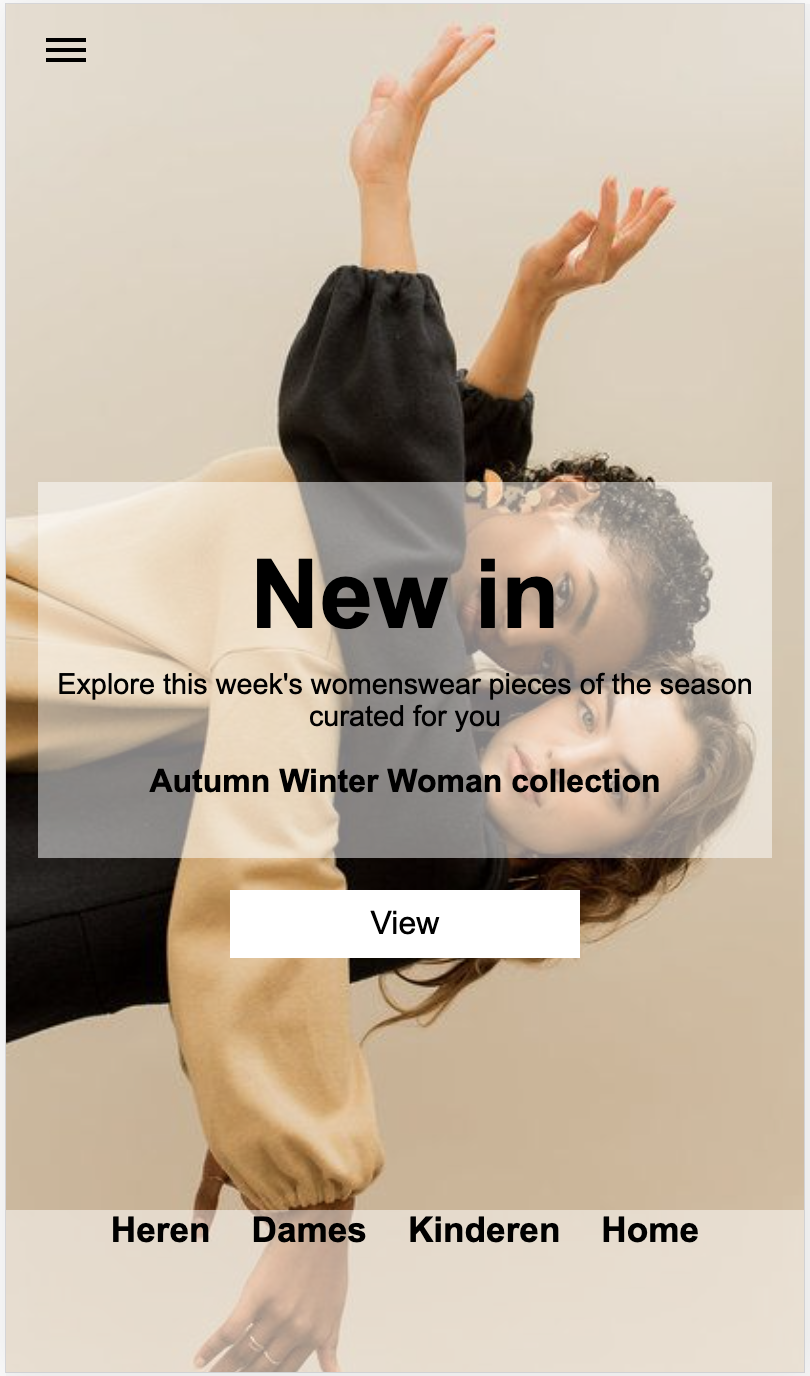 New in
Explore this week's womenswear pieces of the season
curated for you
Autumn Winter Woman collection
View
Heren Dames Kinderen Home